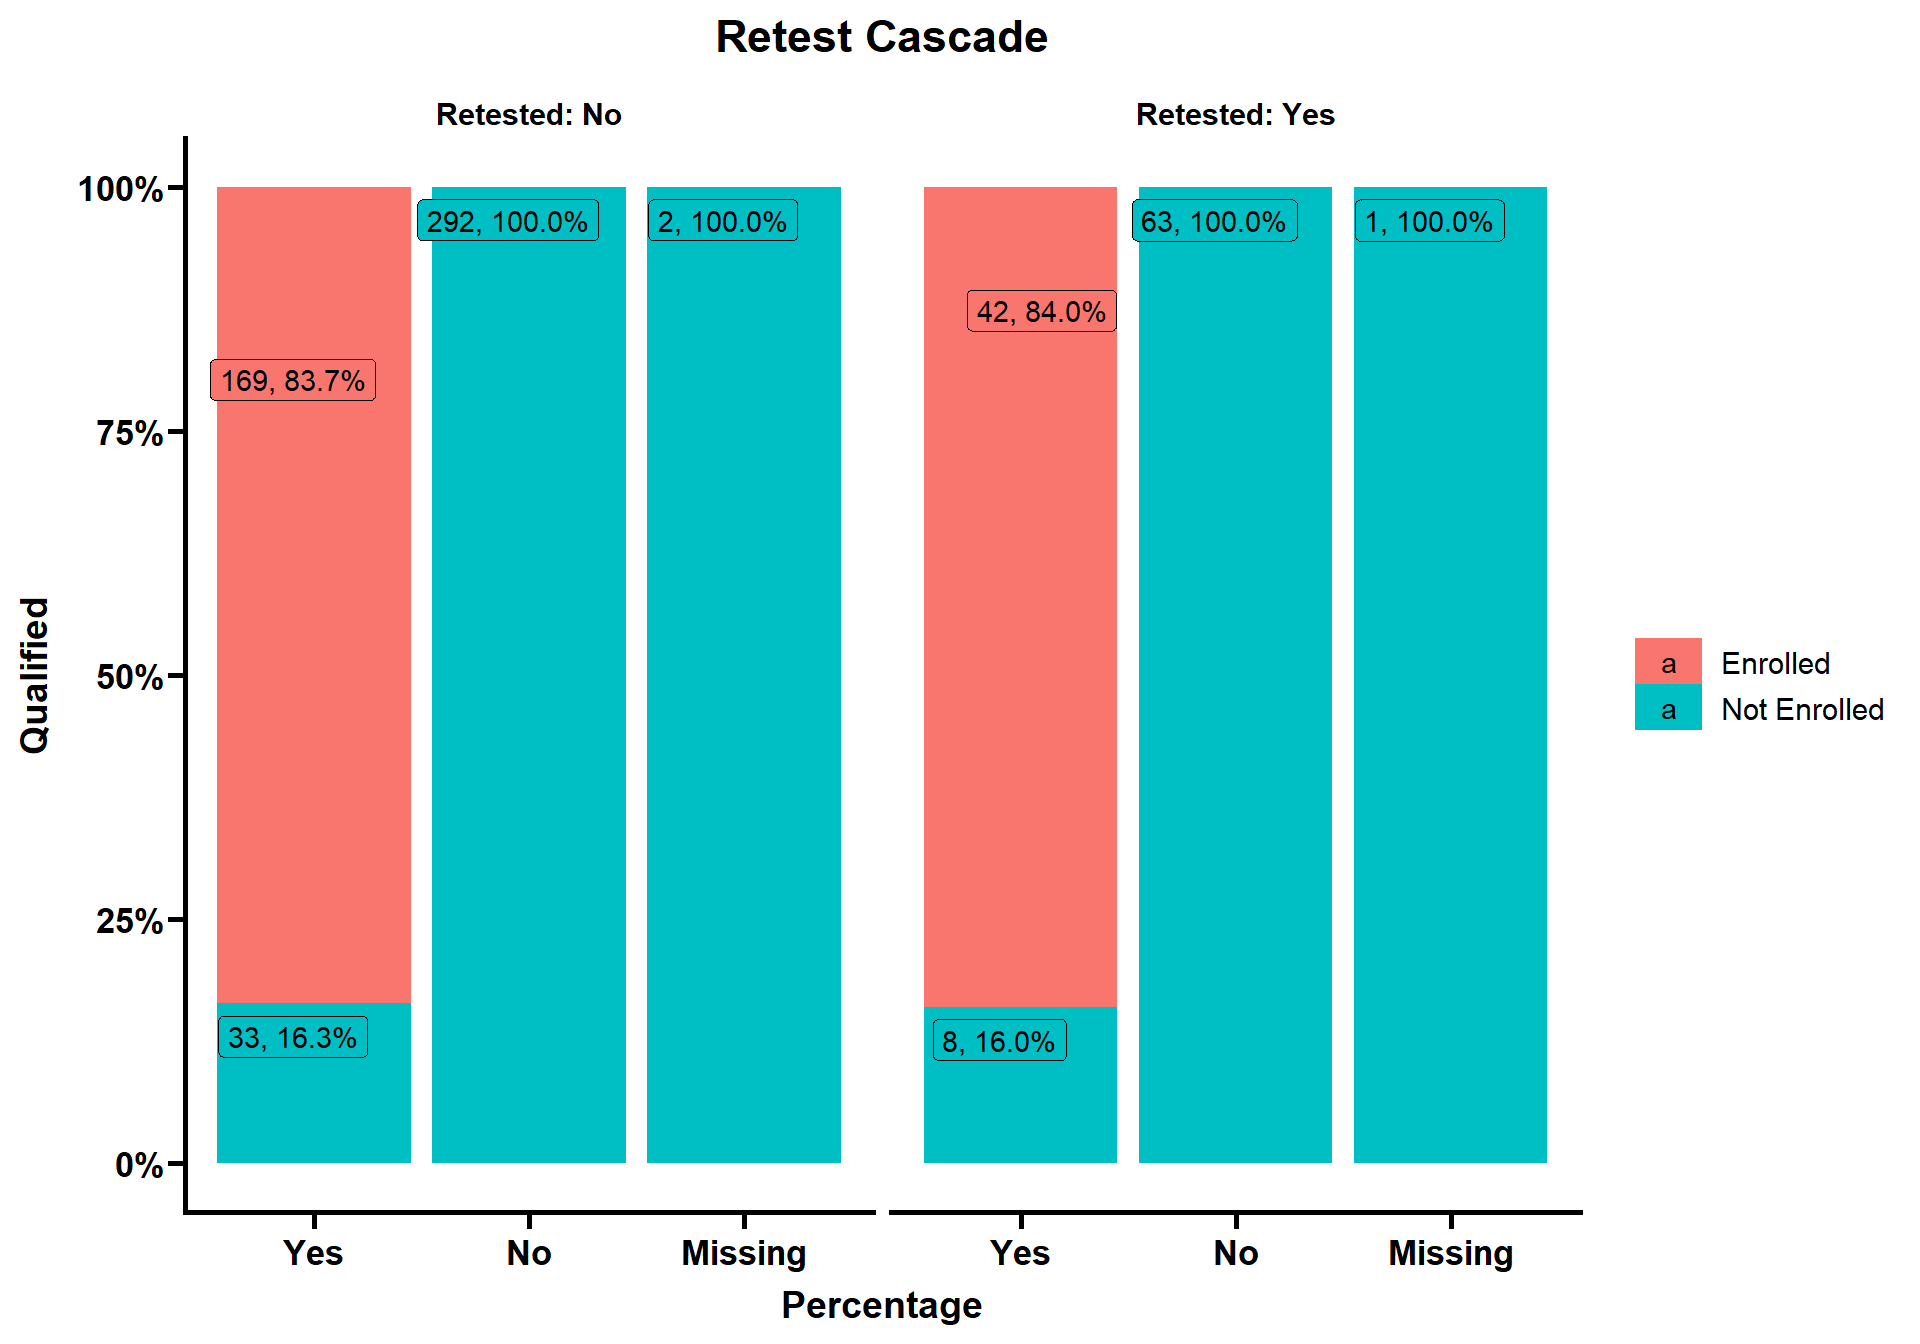 Retest Cascade
Retested: No
Retested: Yes
100%
75%
50%
25%
0%
Qualified
292, 100.0%
2, 100.0%
63, 100.0%
1, 100.0%
42, 84.0%
169, 83.7%
33, 16.3%
8, 16.0%
a Enrolled
a Not Enrolled
Yes
No
Missing
Yes
No
Missing
Percentage